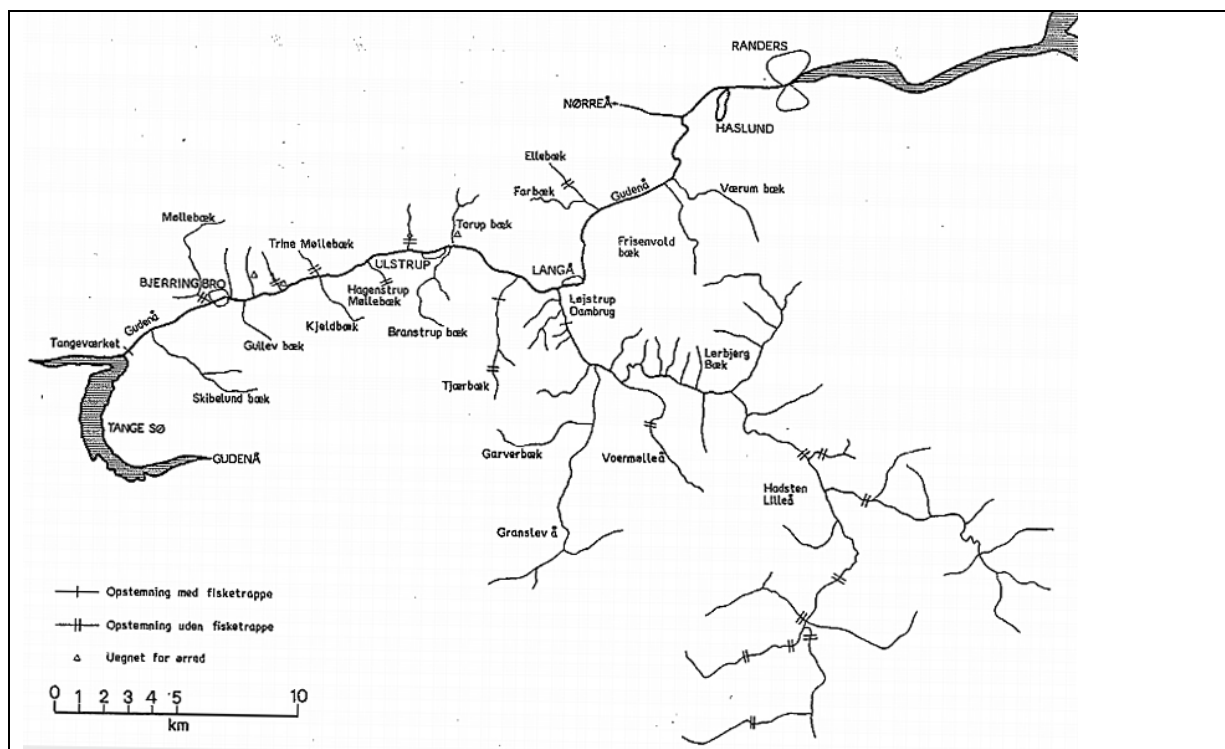 RANDERS
NØRREÅ
HASLUND
Ellebæk
Farbæk
Gudenå
Værum bæk
Møllebæk
Torup bæk
Frisenvold
bæk
Trine Møllebæk
ULSTRUP
LANGÅ
BJERRINGBRO
Hagenstrup
Møllebæk
Løjstrup
Dambrug
Gudenå
Kjeldbæk
Branstrup bæk
Tangeværket
Gullev bæk
Lerbjerg
Bæk
Tjærbæk
Skibelund bæk
TANGE SØ
GUDENÅ
Garverbæk
Voermølleå
Hadsten
Lilleå
Granslev å
Opstemning med fisketrappe
Opstemning uden fisketrappe
Uegnet for ørred
0 1 2 3 4 5 10
km